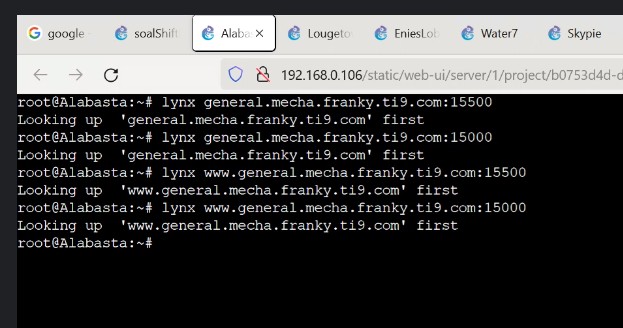 google
soalShift
Alaba
Lougeto
EniesLob
Water7
Skypie
192.168.0.106/static/web-ui/server/1/project/b0753d4d-d
root@Alabasta:~# lynx general.mecha.franky.ti9.com:15500
Looking up  'general.mecha.franky.ti9.com' first
root@Alabasta:~# lynx general.mecha.franky.ti9.com:15000
Looking up  'general.mecha.franky.ti9.com' first
root@Alabasta:~# lynx www.general.mecha.franky.ti9.com:15500
Looking up  'www.general.mecha.franky.ti9.com' first
root@Alabasta:~# lynx www.general.mecha.franky.ti9.com:15000
Looking up  'www.general.mecha.franky.ti9.com' first
root@Alabasta:~#